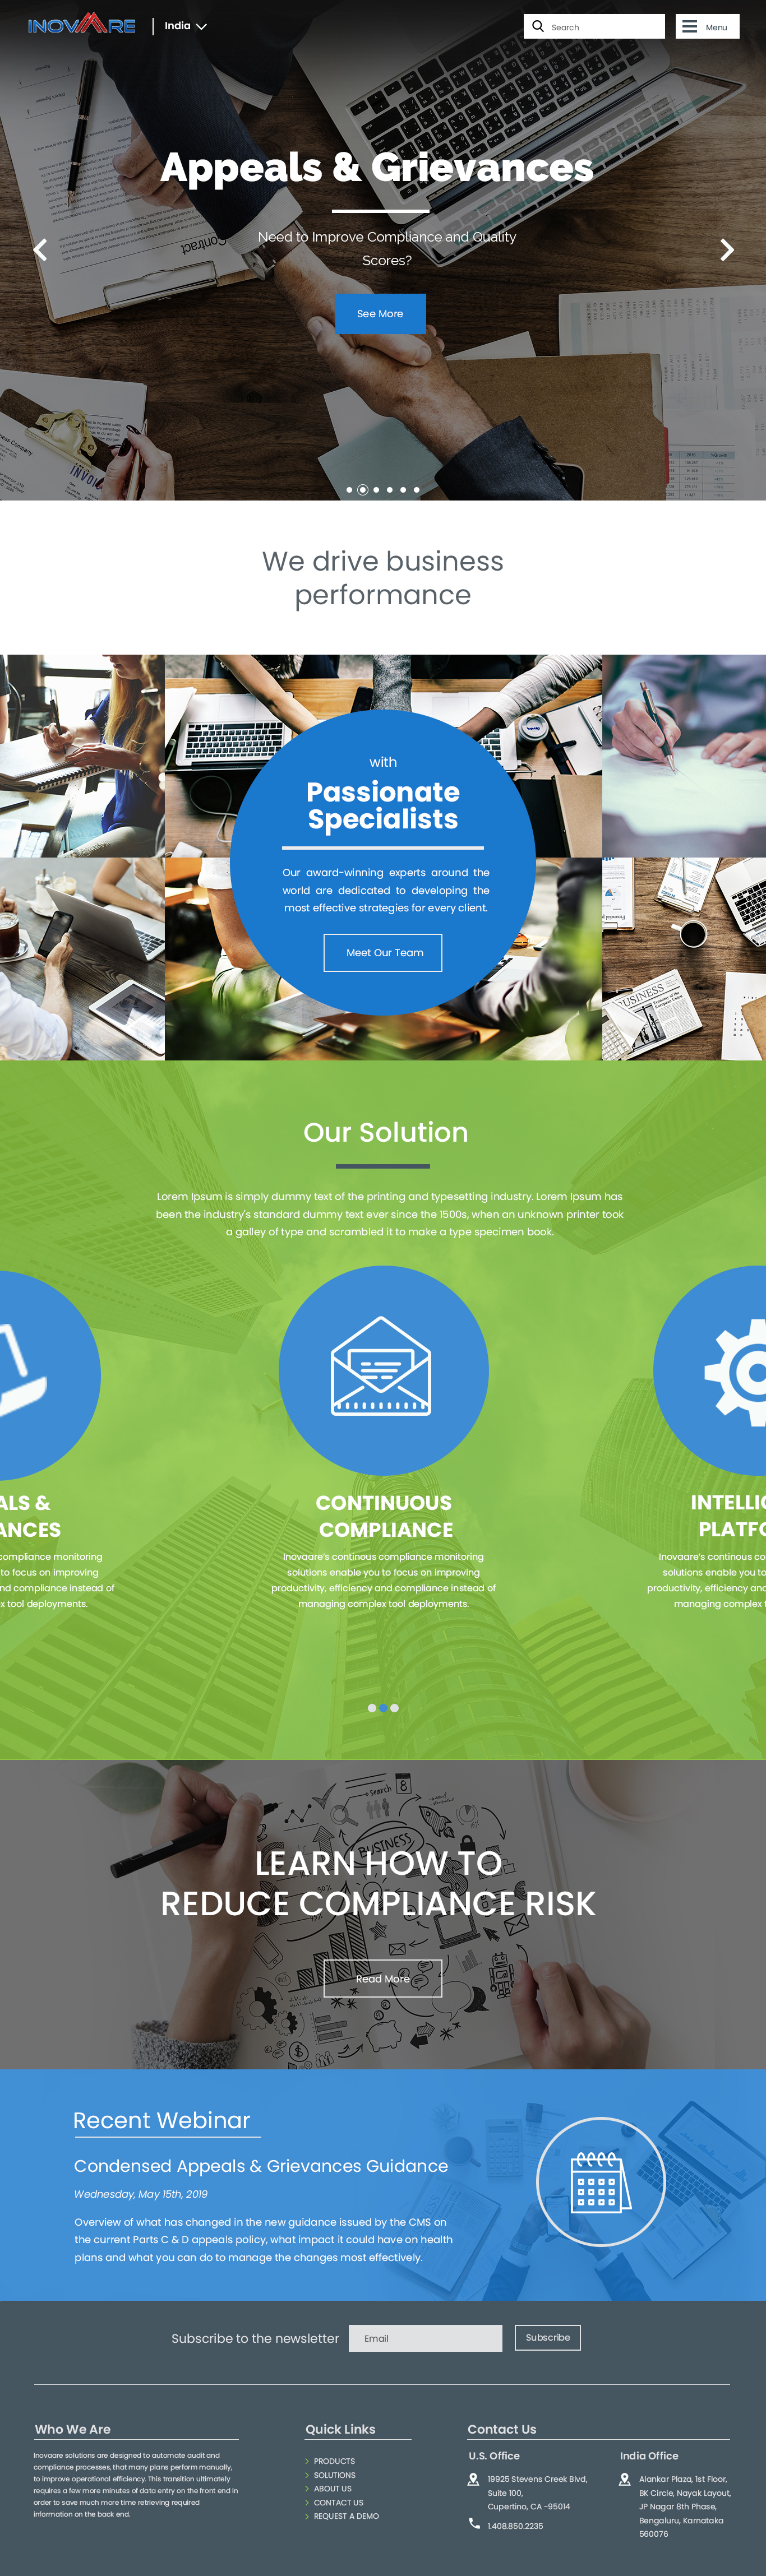 INOVAARE
India
Search
Menu
Appeals & Grievances
Contract
Need to Improve Compliance and Quality
Scores?
See More
We drive business
performance
with
Passionate
Specialists
Our award-winning experts around the
world are dedicated to developing the
most effective strategies for every client.
Meet Our Team
BUSINESS
Our Solution
Lorem Ipsum is simply dummy text of the printing and typesetting industry. Lorem Ipsum has
been the industry's standard dummy text ever since the 1500s, when an unknown printer took
a galley of type and scrambled it to make a type specimen book.
ALS &
ANCES
compliance monitoring
to focus on improving
nd compliance instead of
x tool deployments.
CONTINUOUS
COMPLIANCE
Inovaare's continous compliance monitoring
solutions enable you to focus on improving
productivity, efficiency and compliance instead of
managing complex tool deployments.
INTELLIG
PLATFO
Inovaare's continous co
solutions enable you to
productivity, efficiency and
managing complex t
8
BUSINESS
LEARN HOW TO
REDUCE COMPLIANCE RISK
Read More
Recent Webinar
Condensed Appeals & Grievances Guidance
Wednesday, May 15th, 2019
Overview of what has changed in the new guidance issued by the CMS on
the current Parts C & D appeals policy, what impact it could have on health
plans and what you can do to manage the changes most effectively.
Subscribe to the newsletter
Email
Subscribe
Who We Are
Inovaare solutions are designed to automate audit and
compliance processes, that many plans perform manually,
to improve operational efficiency. This transition ultimately
requires a few more minutes of data entry on the front end in
order to save much more time retrieving required
information on the back end.
Quick Links
PRODUCTS
SOLUTIONS
ABOUT US
CONTACT US
REQUEST A DEMO
Contact Us
U.S. Office
19925 Stevens Creek Blvd,
Suite 100,
Cupertino, CA -95014
1.408.850.2235
India Office
Alankar Plaza, 1st Floor,
BK Circle, Nayak Layout,
JP Nagar 8th Phase,
Bengaluru, Karnataka
560076